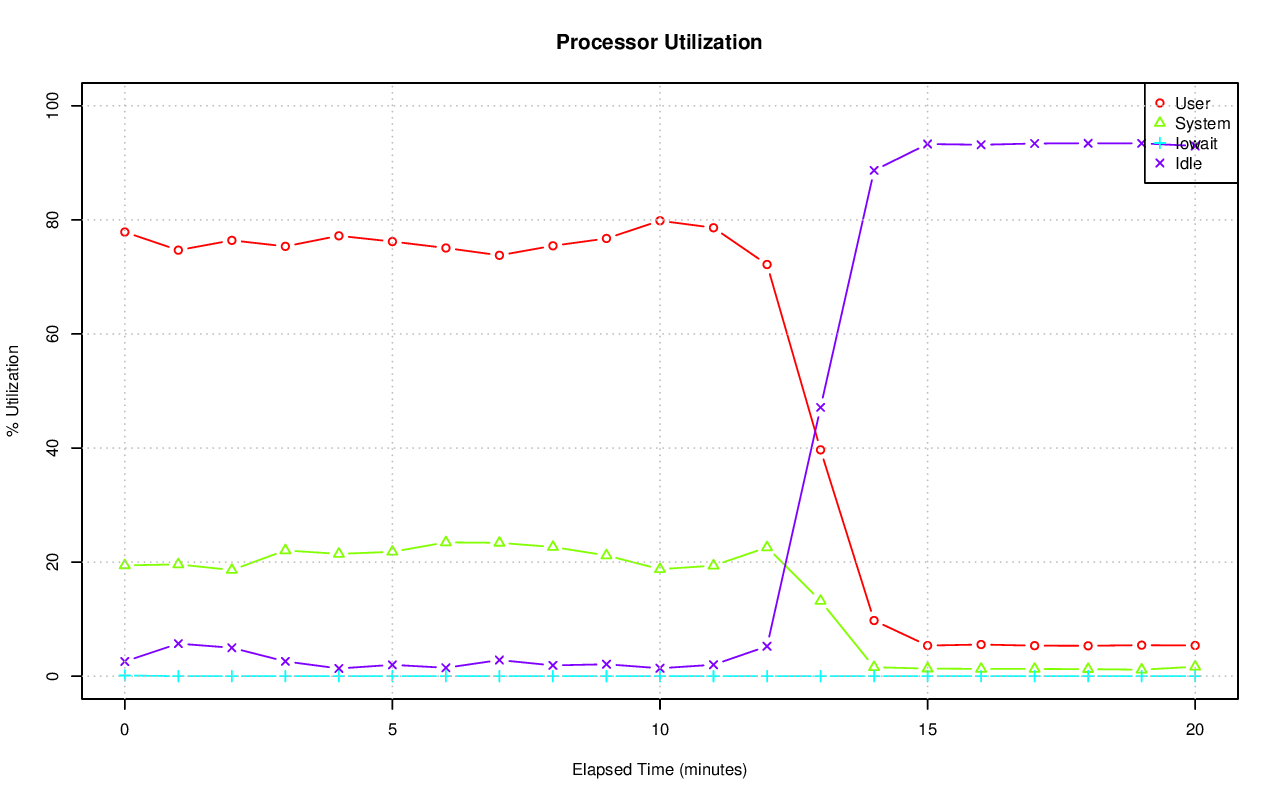 Processor Utilization
% Utilization
100
80
60
40
20
0
User
System
Iowait
Idle
0 5 10 15 20
Elapsed Time (minutes)